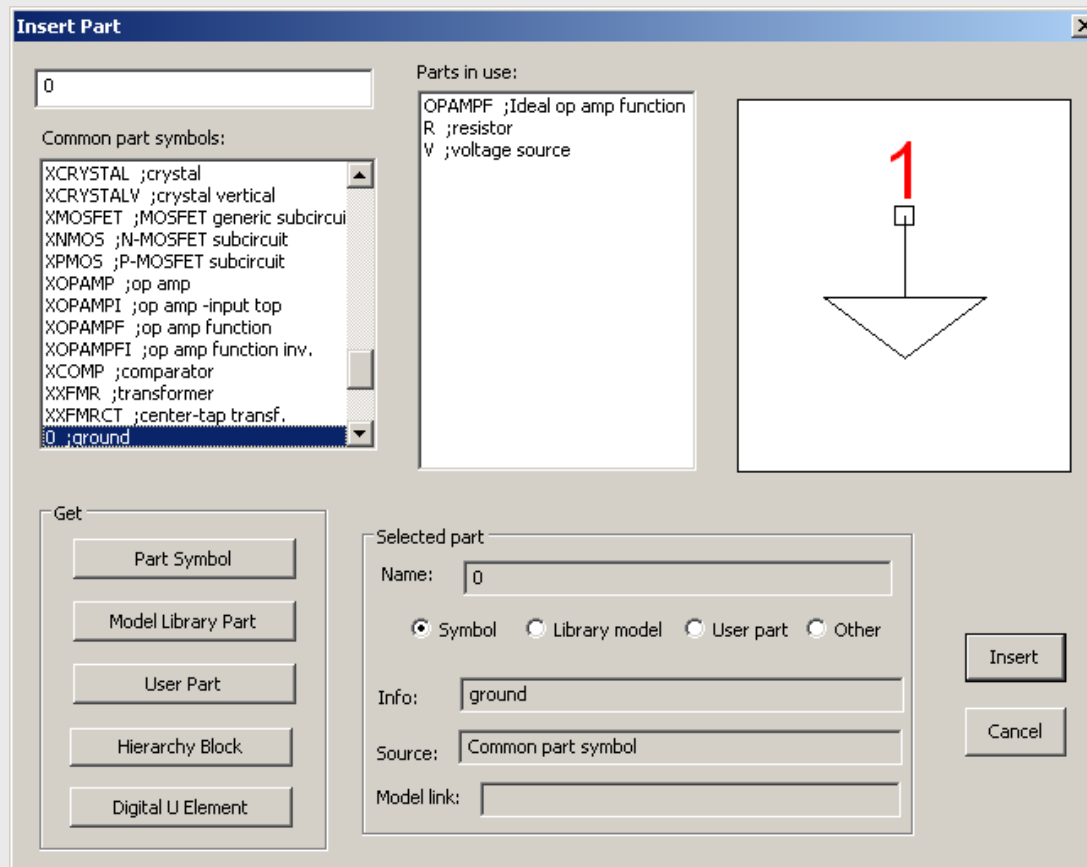 Insert Part
0
Common part symbols:
XCRYSTAL ;crystal
XCRYSTALV ;crystal vertical
XMOSFET ;MOSFET generic subcircui
XNMOS ;N-MOSFET subcircuit
XPMOS ;P-MOSFET subcircuit
XOPAMP ;op amp
XOPAMPI ;op amp -input top
XOPAMPF ;op amp function
XOPAMPFI ;op amp function inv.
XCOMP ;comparator
XXFMR ;transformer
XXFMRCT ;center-tap transf.
0 ;ground
Parts in use:
OPAMPF ;Ideal op amp function
R ;resistor
V ;voltage source
1
Get
Part Symbol
Model Library Part
User Part
Hierarchy Block
Digital U Element
Selected part
Name: 0
Symbol Library model User part Other
Info: ground
Source: Common part symbol
Model link:
Insert
Cancel